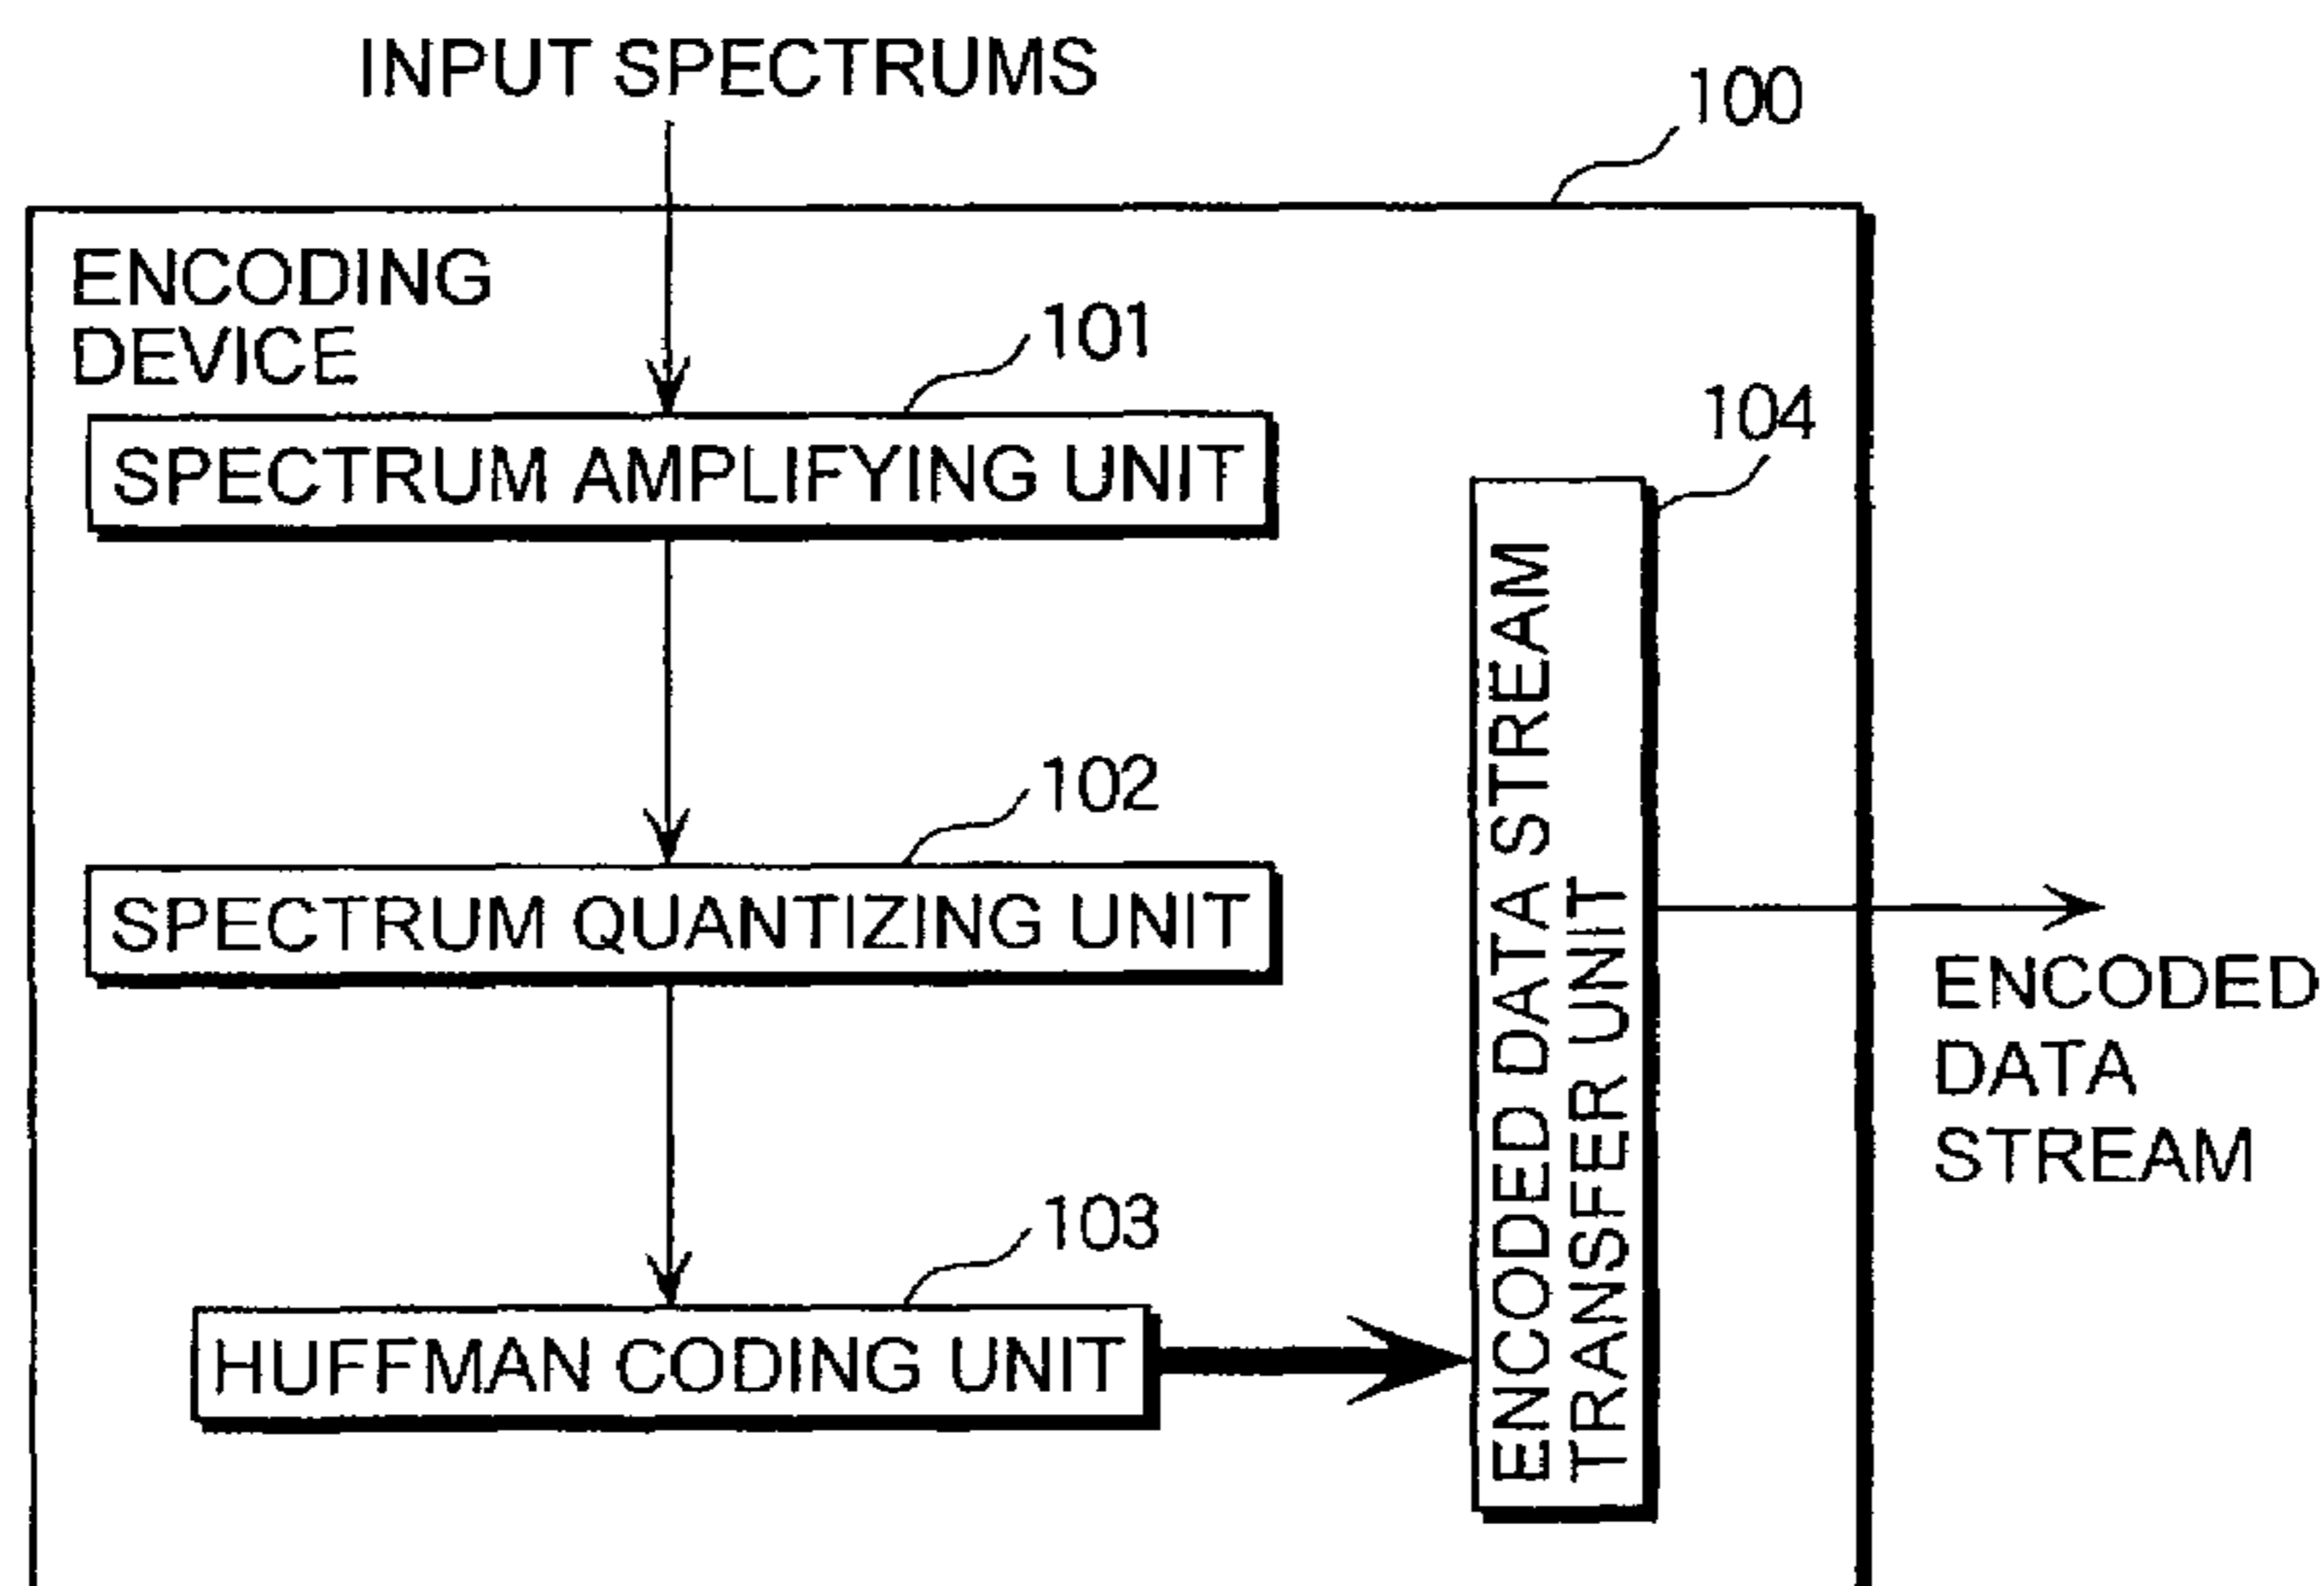 INPUT SPECTRUMS
100
ENCODING
DEVICE
101
SPECTRUM AMPLIFYING UNIT
104
ENCODED DATA STREAM
TRANSFER UNIT
102
SPECTRUM QUANTIZING UNIT
ENCODED
DATA
STREAM
103
HUFFMAN CODING UNIT